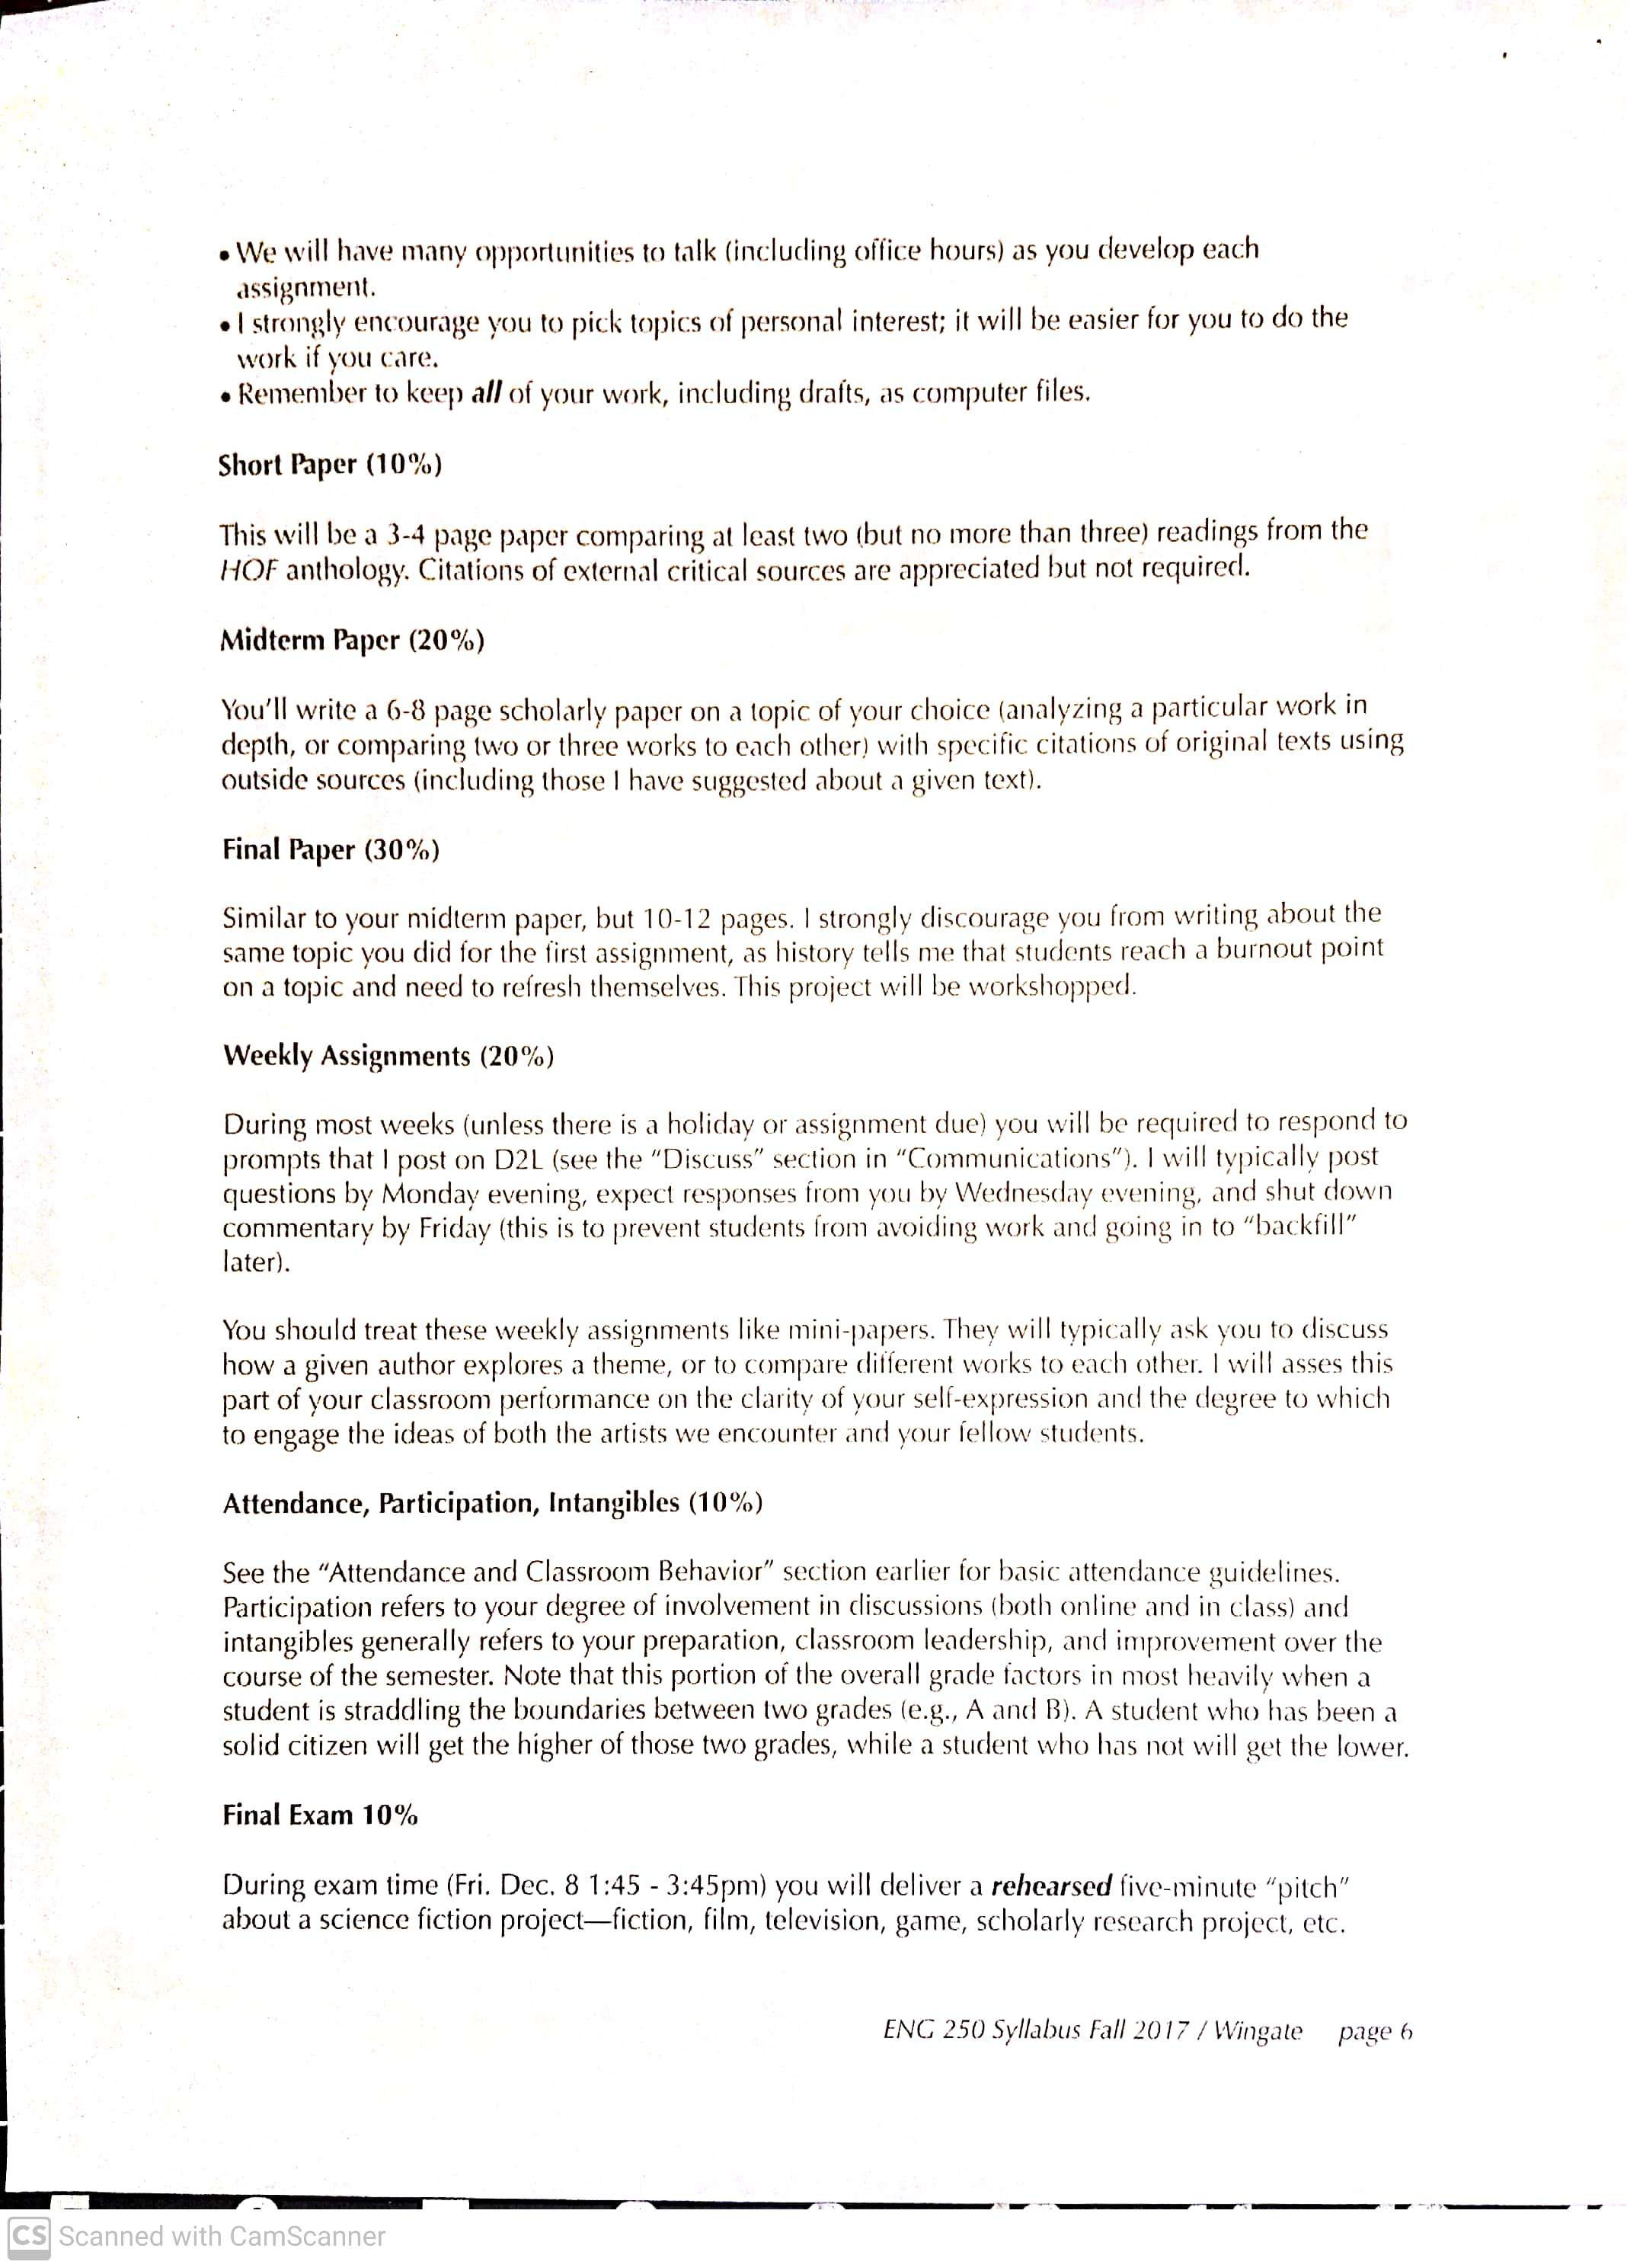 • We will have many opportunities to talk (including office hours) as you develop each
assignment.
• I strongly encourage you to pick topics of personal interest; it will be easier for you to do the
work if you care.
• Remember to keep all of your work, including drafts, as computer files.
Short Paper (10%)
This will be a 3-4 page paper comparing at least two (but no more than three) readings from the
HOF anthology. Citations of external critical sources are appreciated but not required.
Midterm Paper (20%)
You'll write a 6-8 page scholarly paper on a topic of your choice (analyzing a particular work in
depth, or comparing two or three works to each other) with specific citations of original texts using
outside sources (including those I have suggested about a given text).
Final Paper (30%)
Similar to your midterm paper, but 10-12 pages. I strongly discourage you from writing about the
same topic you did for the first assignment, as history tells me that students reach a burnout point
on a topic and need to refresh themselves. This project will be workshopped.
Weekly Assignments (20%)
During most weeks (unless there is a holiday or assignment due) you will be required to respond to
prompts that I post on D2L (see the "Discuss" section in "Communications"). I will typically post
questions by Monday evening, expect responses from you by Wednesday evening, and shut down
commentary by Friday (this is to prevent students from avoiding work and going in to "backfill"
later).
You should treat these weekly assignments like mini-papers. They will typically ask you to discuss
how a given author explores a theme, or to compare different works to each other. I will asses this
part of your classroom performance on the clarity of your self-expression and the degree to which
to engage the ideas of both the artists we encounter and your fellow students.
Attendance, Participation, Intangibles (10%)
See the "Attendance and Classroom Behavior" section earlier for basic attendance guidelines.
Participation refers to your degree of involvement in discussions (both online and in class) and
intangibles generally refers to your preparation, classroom leadership, and improvement over the
course of the semester. Note that this portion of the overall grade factors in most heavily when a
student is straddling the boundaries between two grades (e.g., A and B). A student who has been a
solid citizen will get the higher of those two grades, while a student who has not will get the lower.
Final Exam 10%
During exam time (Fri. Dec. 8 1:45 - 3:45pm) you will deliver a rehearsed five-minute "pitch"
about a science fiction project—fiction, film, television, game, scholarly research project, etc.
ENG 250 Syllabus Fall 2017 / Wingate page 6
CS Scanned with CamScanner